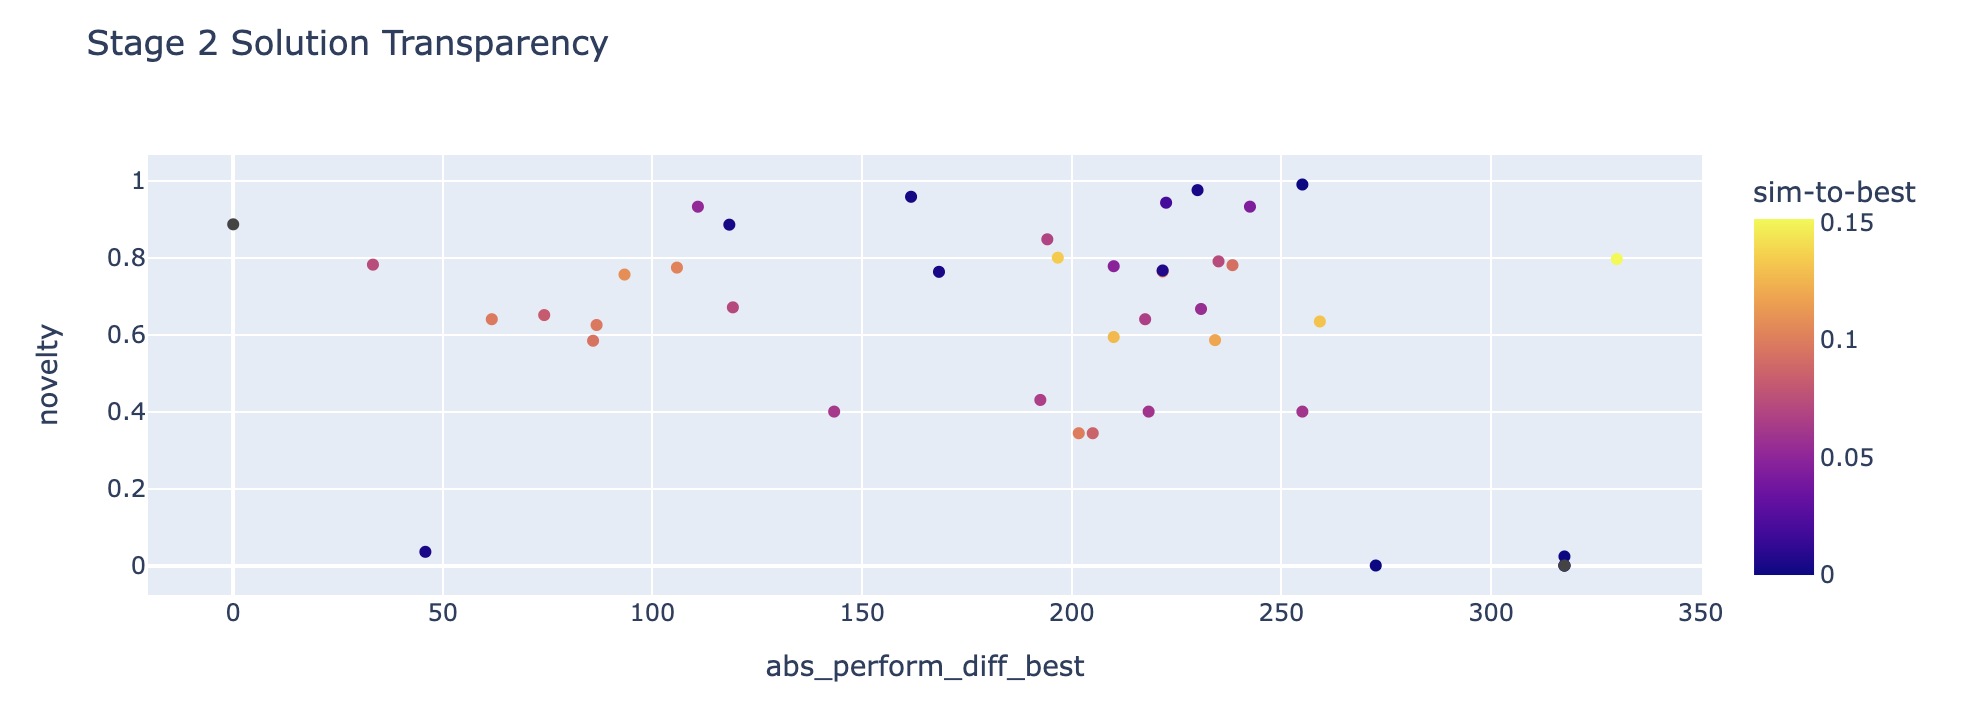 Stage 2 Solution Transparency
sim-to-best
0.15
0.1
0.05
0
novelty
1
0.8
0.6
0.4
0.2
0
0 50 100 150 200 250 300 350
abs_perform_diff_best